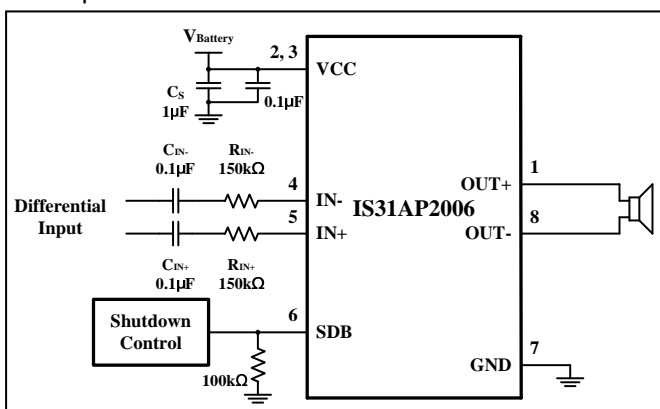 VBattery
2, 3
VCC
CS
1µF
0.1µF
CIN-
0.1µF
RIN-
150kΩ
4
IN-
5
IN+
Differential
Input
CIN+
0.1µF
RIN+
150kΩ
IS31AP2006
1
OUT+
8
OUT-
Shutdown
Control
6
SDB
100kΩ
7
GND